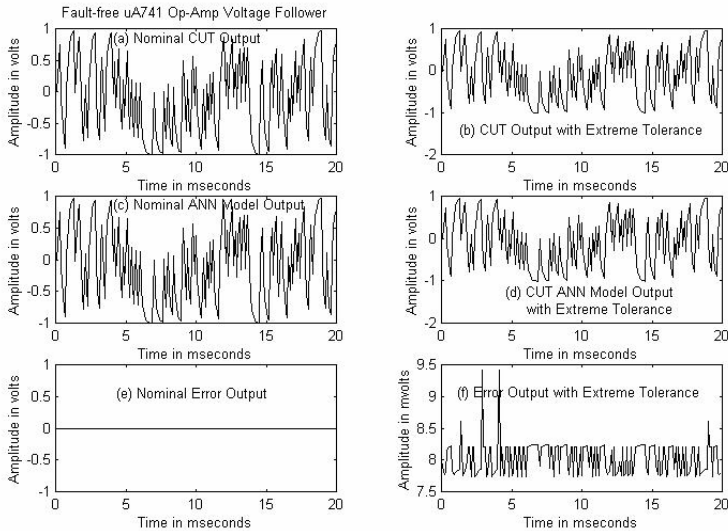 Fault-free uA741 Op-Amp Voltage Follower
Amplitude in volts
1
0.5
0
-0.5
-1
(a) Nominal CUT Output
0
5
10
15
20
Time in mseconds
Amplitude in volts
1
0
-1
-2
(b) CUT Output with Extreme Tolerance
0
5
10
15
20
Time in mseconds
Amplitude in volts
1
0.5
0
-0.5
-1
(c) Nominal ANN Model Output
0
5
10
15
20
Time in mseconds
Amplitude in volts
1
0
-1
-2
(d) CUT ANN Model Output
with Extreme Tolerance
0
5
10
15
20
Time in mseconds
Amplitude in volts
1
0.5
0
-0.5
-1
(e) Nominal Error Output
0
5
10
15
20
Time in mseconds
Amplitude in mvolts
9.5
9
8.5
8
7.5
(f) Error Output with Extreme Tolerance
0
5
10
15
20
Time in mseconds